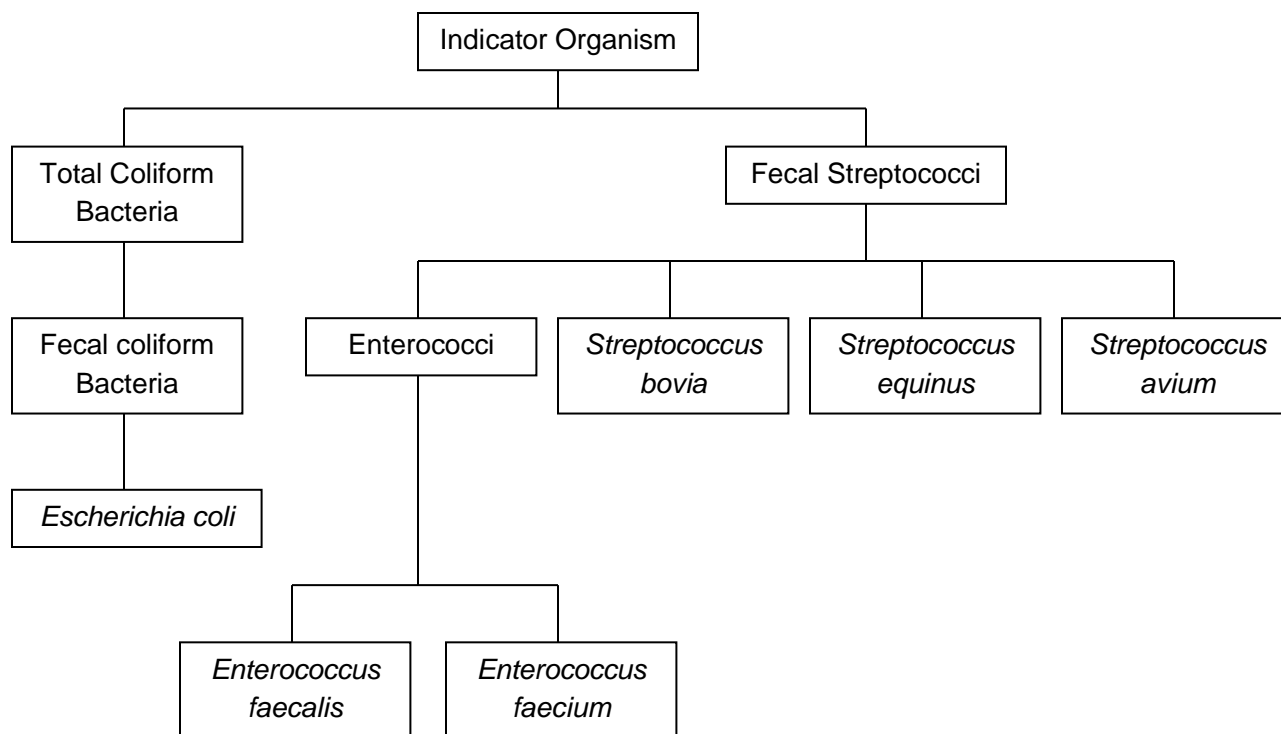 Indicator Organism
Total Coliform
Bacteria
Fecal Streptococci
Fecal coliform
Bacteria
Enterococci
Streptococcus
bovia
Streptococcus
equinus
Streptococcus
avium
Escherichia coli
Enterococcus
faecalis
Enterococcus
faecium